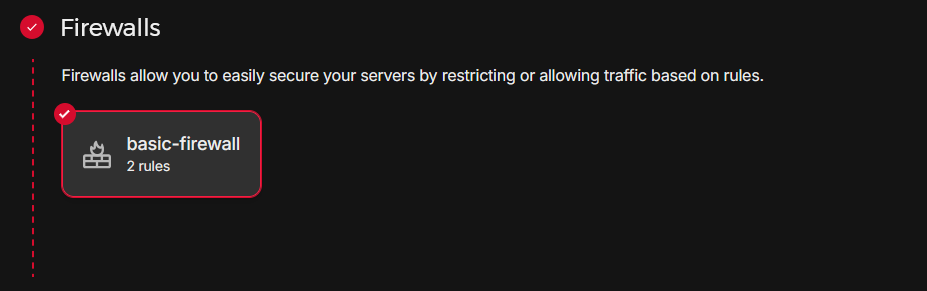 Firewalls
Firewalls allow you to easily secure your servers by restricting or allowing traffic based on rules.
basic-firewall
2 rules